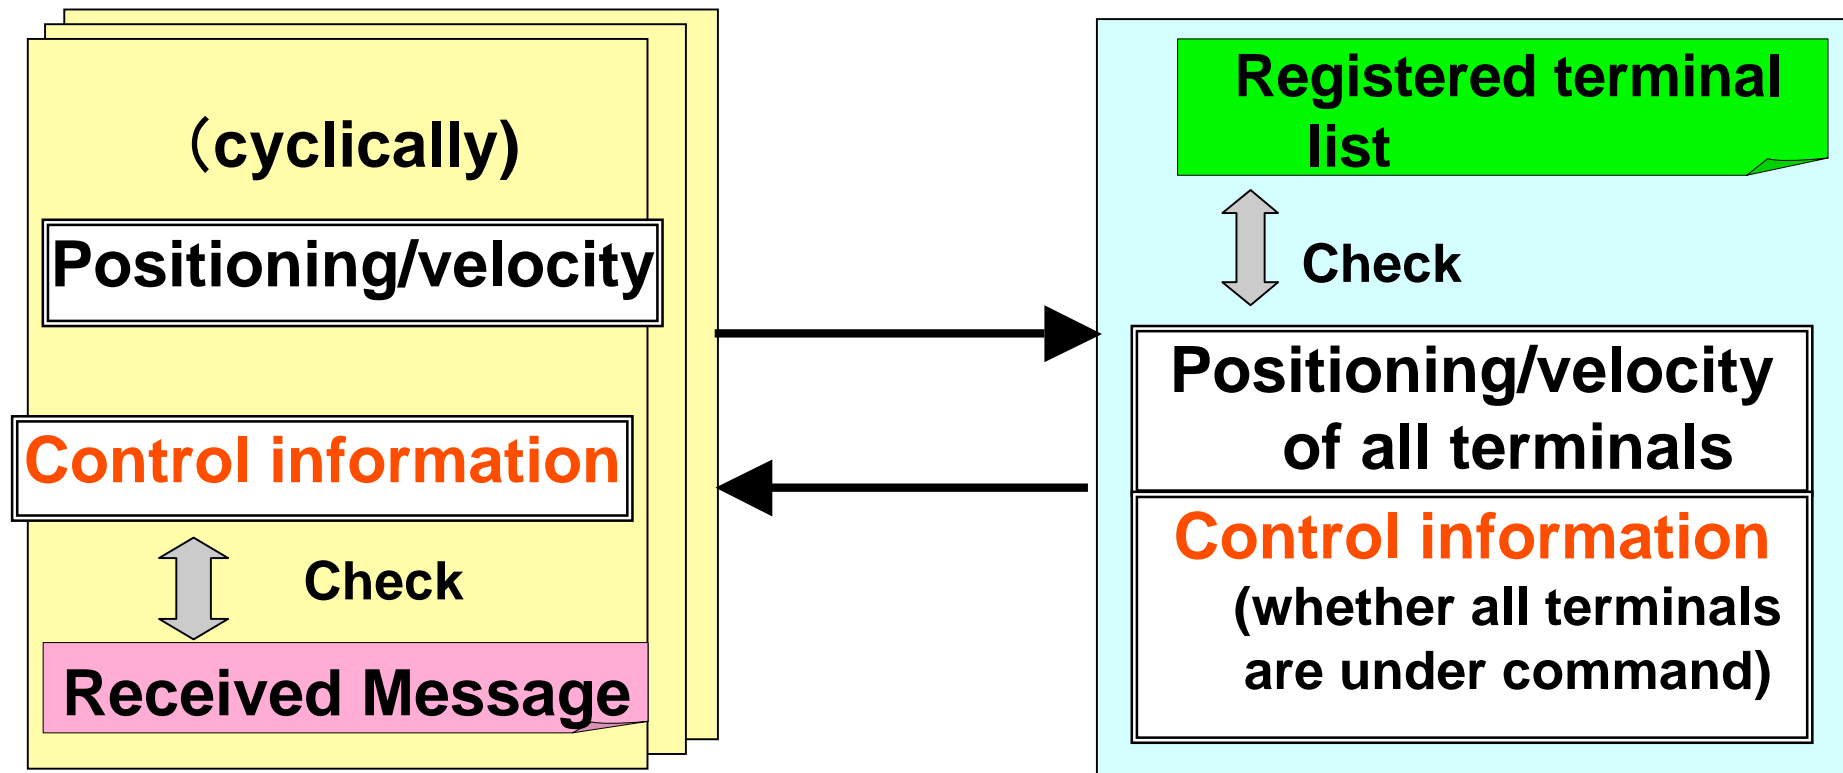 （cyclically)
Positioning/velocity
Control information
Check
Received Message
Registered terminal
list
Check
Positioning/velocity
of all terminals
Control information
(whether all terminals
are under command)